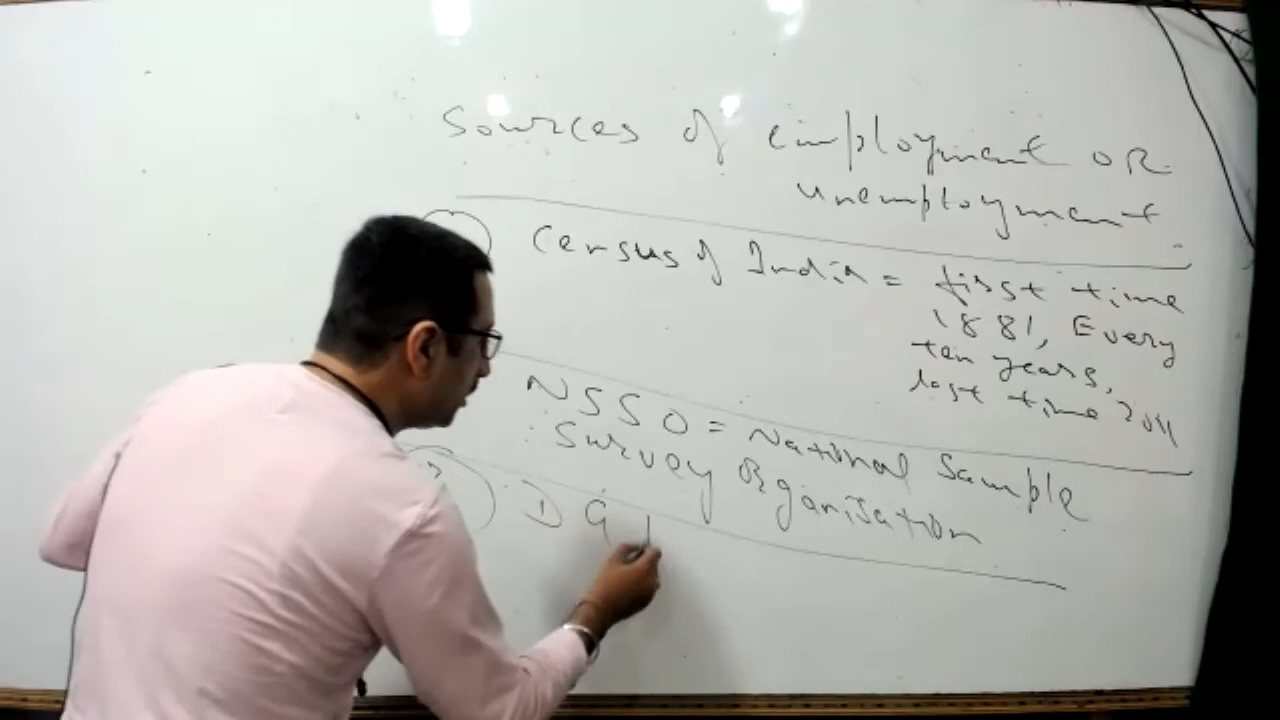 Sources of employment OR
unemployment
Census of India = first time
1881, Every
ten years,
last time 2011
NSSO = National Sample
Survey Organisation
DG